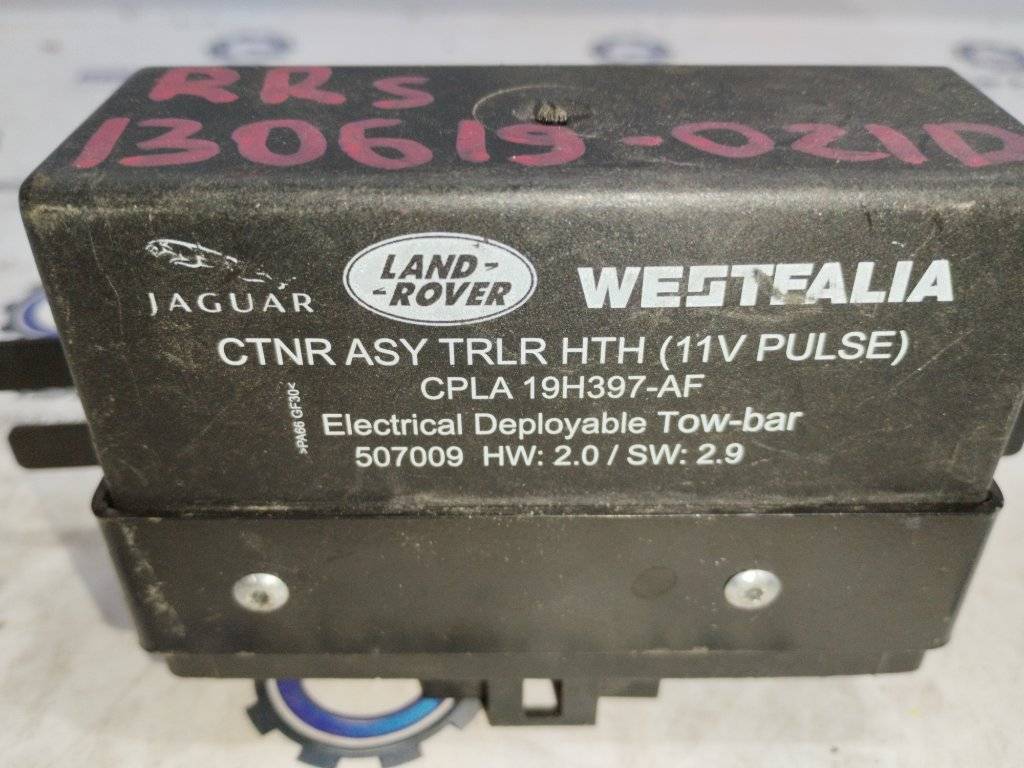 RRS
130619-021D
JAGUAR
LAND-
-ROVER
WESTFALIA
CTNR ASY TRLR HTH (11V PULSE)
CPLA 19H397-AF
>PA66 GF30<
Electrical Deployable Tow-bar
507009 HW: 2.0 / SW: 2.9